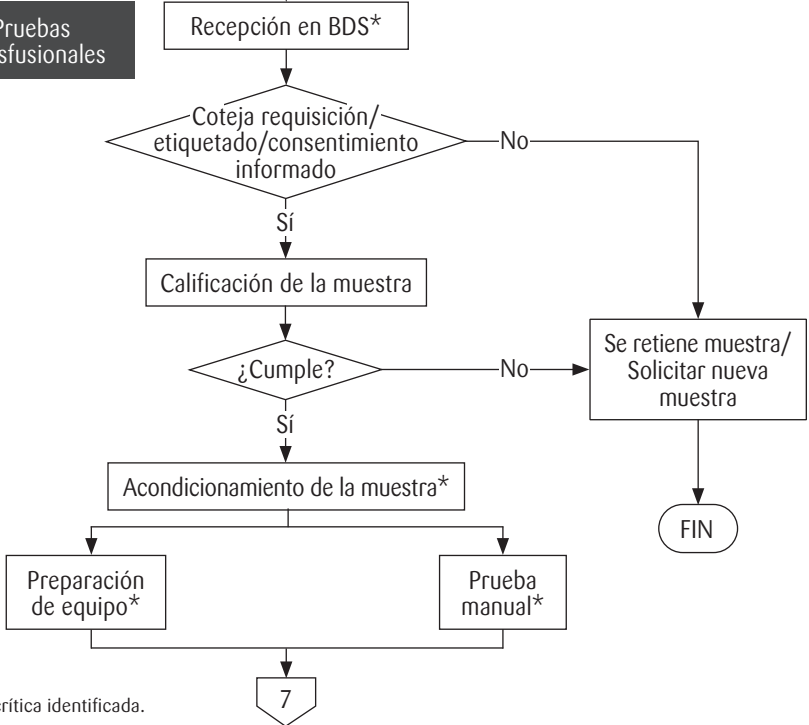 Pruebas
sfusionales
Recepción en BDS*
Coteja requisición/
etiquetado/consentimiento
informado
No
Sí
Calificación de la muestra
Se retiene muestra/
Solicitar nueva
muestra
¿Cumple?
No
Sí
Acondicionamiento de la muestra*
FIN
Preparación
de equipo*
Prueba
manual*
7
crítica identificada.